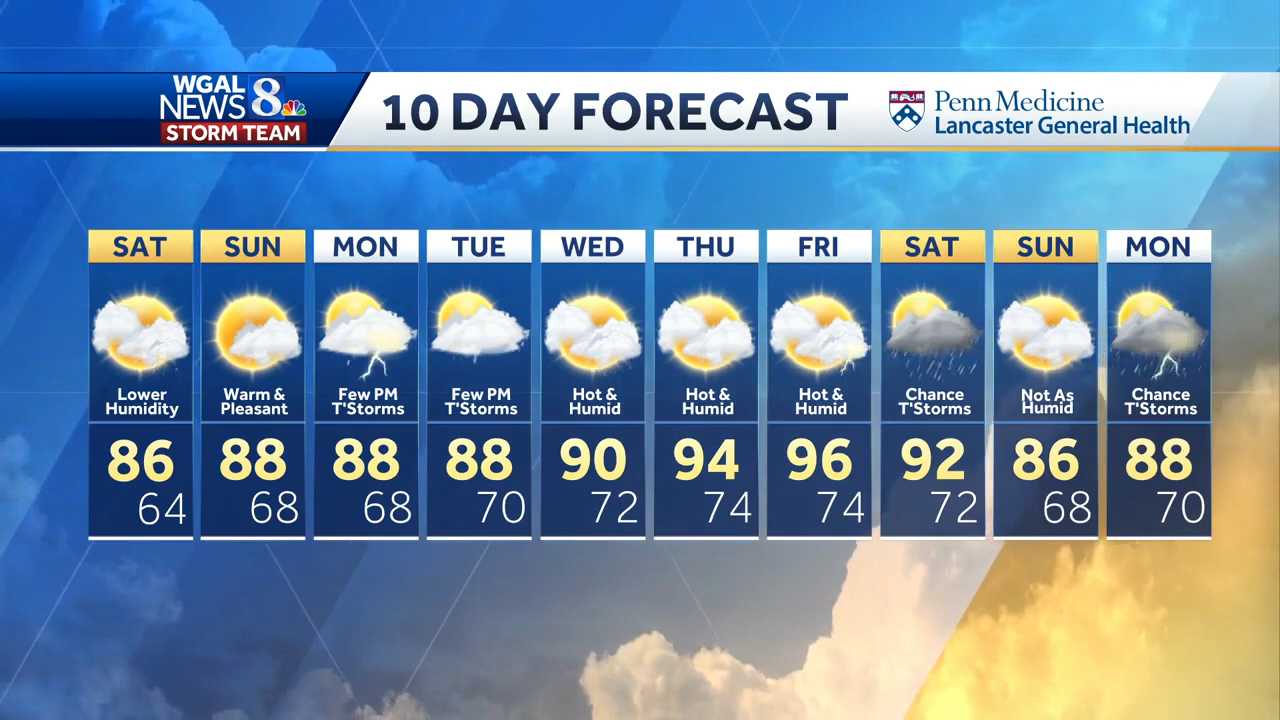 WGAL
NEWS 8
STORM TEAM
10 DAY FORECAST
Penn Medicine
Lancaster General Health
SAT
Lower
Humidity
86
64
SUN
Warm &
Pleasant
88
68
MON
Few PM
T'Storms
88
68
TUE
Few PM
T'Storms
88
70
WED
Hot &
Humid
90
72
THU
Hot &
Humid
94
74
FRI
Hot &
Humid
96
74
SAT
Chance
T'Storms
92
72
SUN
Not As
Humid
86
68
MON
Chance
T'Storms
88
70